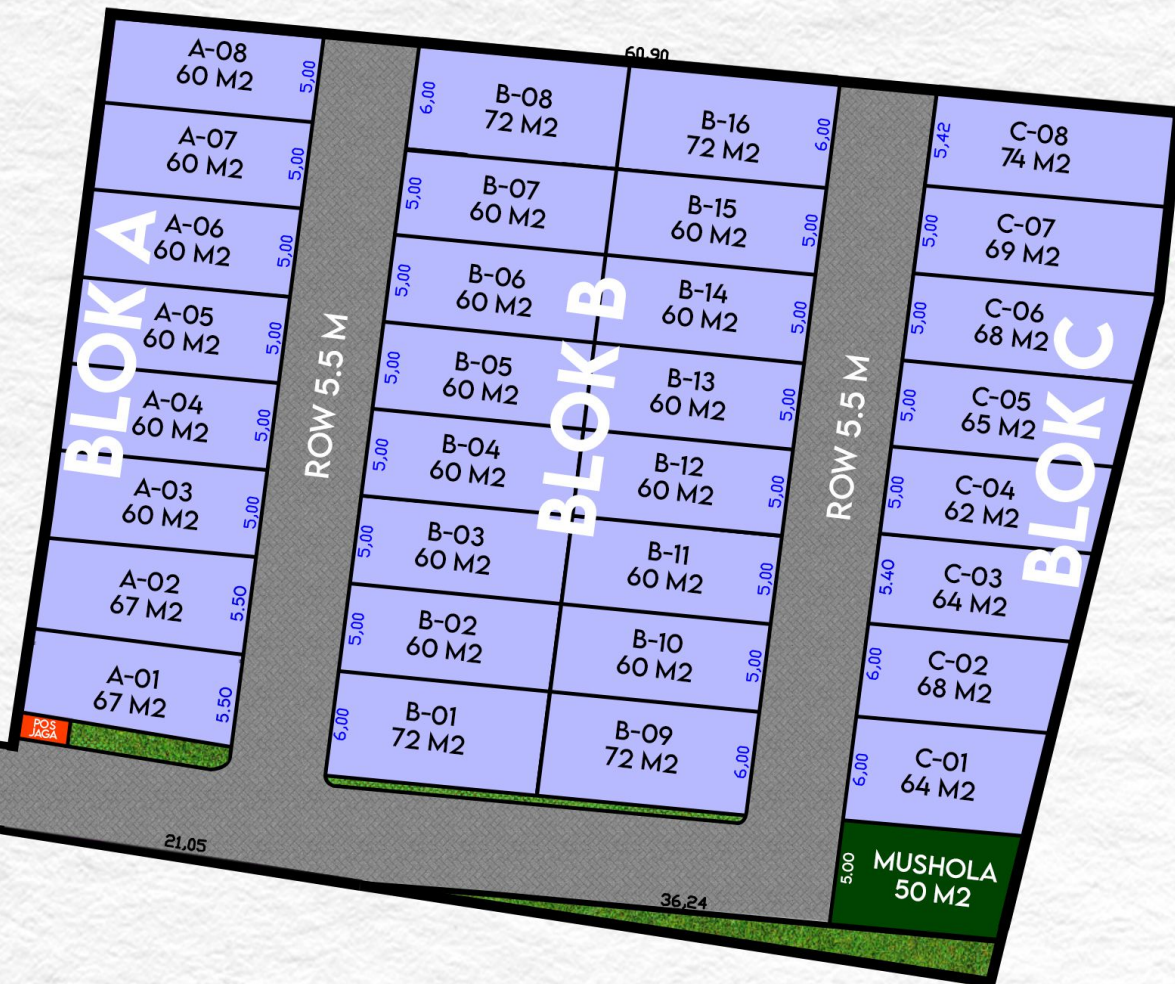 60,90
A-08
60 M2
5,00
A-07
60 M2
5,00
A-06
60 M2
5,00
A-05
60 M2
5,00
A-04
60 M2
5,00
A-03
60 M2
5,00
A-02
67 M2
5.50
A-01
67 M2
5.50
BLOK A
POS
JAGA
ROW 5.5 M
B-08
72 M2
6,00
B-07
60 M2
5,00
B-06
60 M2
5,00
B-05
60 M2
5,00
B-04
60 M2
5,00
B-03
60 M2
5,00
B-02
60 M2
5,00
B-01
72 M2
6,00
BLOK B
B-16
72 M2
6,00
B-15
60 M2
5,00
B-14
60 M2
5,00
B-13
60 M2
5,00
B-12
60 M2
5,00
B-11
60 M2
5,00
B-10
60 M2
5,00
B-09
72 M2
6,00
ROW 5.5 M
C-08
74 M2
5,42
C-07
69 M2
5,00
C-06
68 M2
5,00
C-05
65 M2
5,00
C-04
62 M2
5,00
C-03
64 M2
5.40
C-02
68 M2
6,00
C-01
64 M2
6,00
BLOK C
5.00
MUSHOLA
50 M2
21,05
36,24